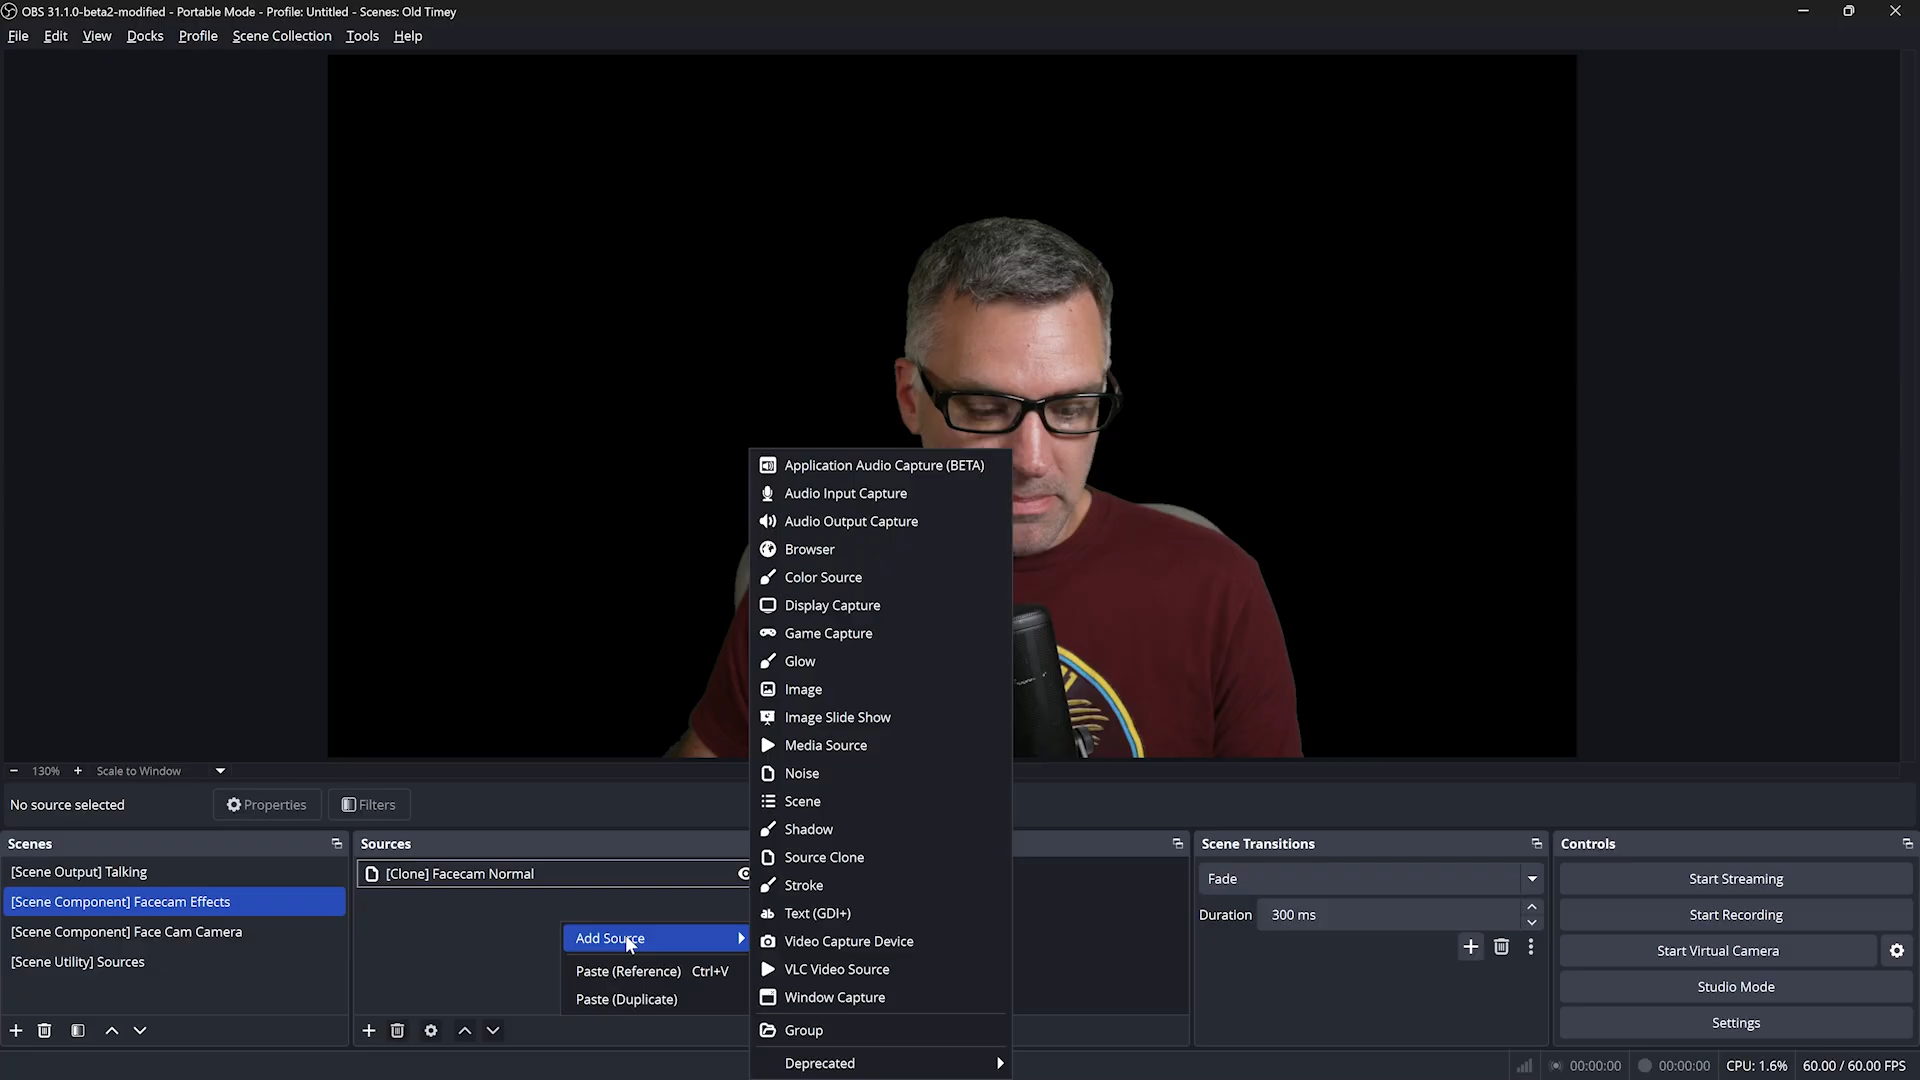 OBS 31.1.0-beta2-modified - Portable Mode - Profile: Untitled - Scenes: Old Timey
File Edit View Docks Profile Scene Collection Tools Help
130% Scale to Window
No source selected Properties Filters
Scenes
[Scene Output] Talking
[Scene Component] Facecam Effects
[Scene Component] Face Cam Camera
[Scene Utility] Sources
Sources
[Clone] Facecam Normal
Add Source
Paste (Reference) Ctrl+V
Paste (Duplicate)
Application Audio Capture (BETA)
Audio Input Capture
Audio Output Capture
Browser
Color Source
Display Capture
Game Capture
Glow
Image
Image Slide Show
Media Source
Noise
Scene
Shadow
Source Clone
Stroke
Text (GDI+)
Video Capture Device
VLC Video Source
Window Capture
Group
Deprecated
Scene Transitions
Fade
Duration 300 ms
Controls
Start Streaming
Start Recording
Start Virtual Camera
Studio Mode
Settings
00:00:00 00:00:00 CPU: 1.6% 60.00 / 60.00 FPS